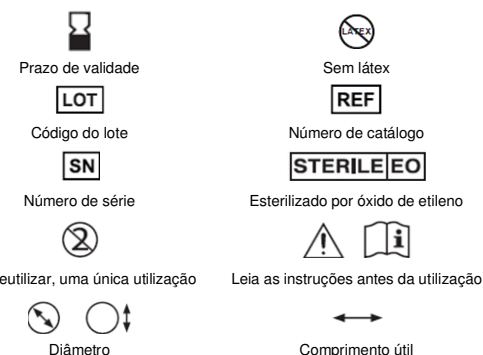 LATEX
Prazo de validade
Sem látex
LOT
REF
Código do lote
Número de catálogo
SN
STERILE EO
Número de série
Esterilizado por óxido de etileno
2
i
eutilizar, uma única utilização
Leia as instruções antes da utilização
Diâmetro
Comprimento útil